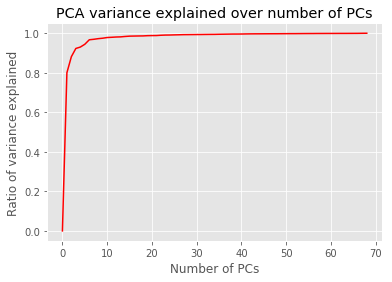 PCA variance explained over number of PCs
1.0
0.8
0.6
0.4
0.2
0.0
Ratio of variance explained
0 10 20 30 40 50 60 70
Number of PCs